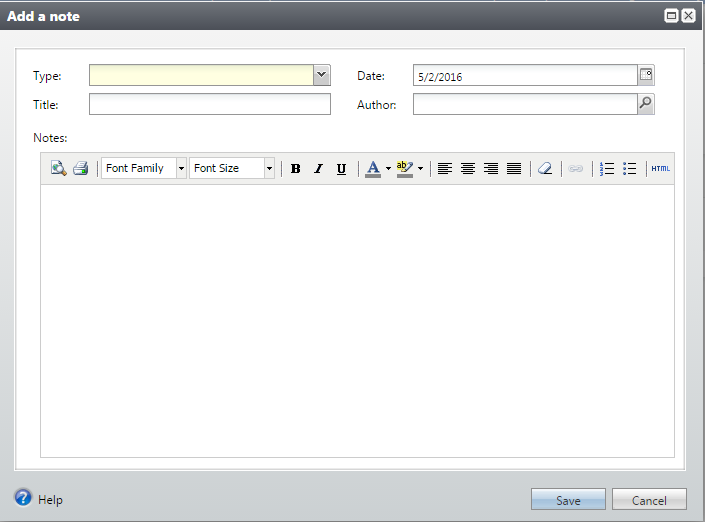 Add a note
Type: Date: 5/2/2016
Title: Author:
Notes:
Font Family Font Size B I U A ab HTML
? Help Save Cancel